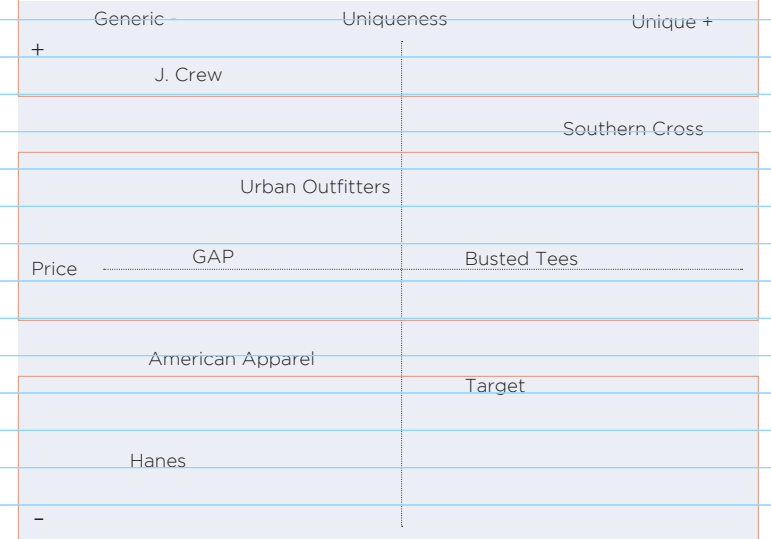 Generic - Uniqueness Unique +
+
J. Crew
Southern Cross
Urban Outfitters
GAP Busted Tees
Price
American Apparel
Target
Hanes
-